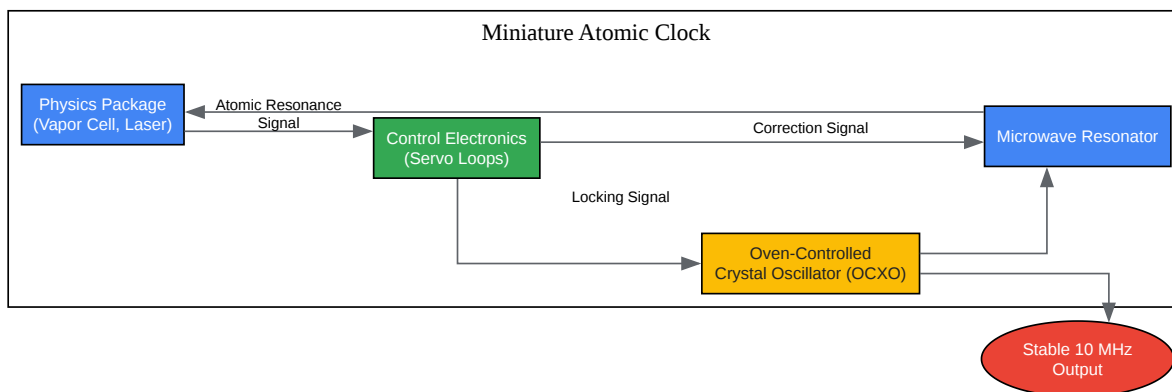 Miniature Atomic Clock
Physics Package
(Vapor Cell, Laser)
Atomic Resonance
Signal
Control Electronics
(Servo Loops)
Correction Signal
Microwave Resonator
Locking Signal
Oven-Controlled
Crystal Oscillator (OCXO)
Stable 10 MHz
Output